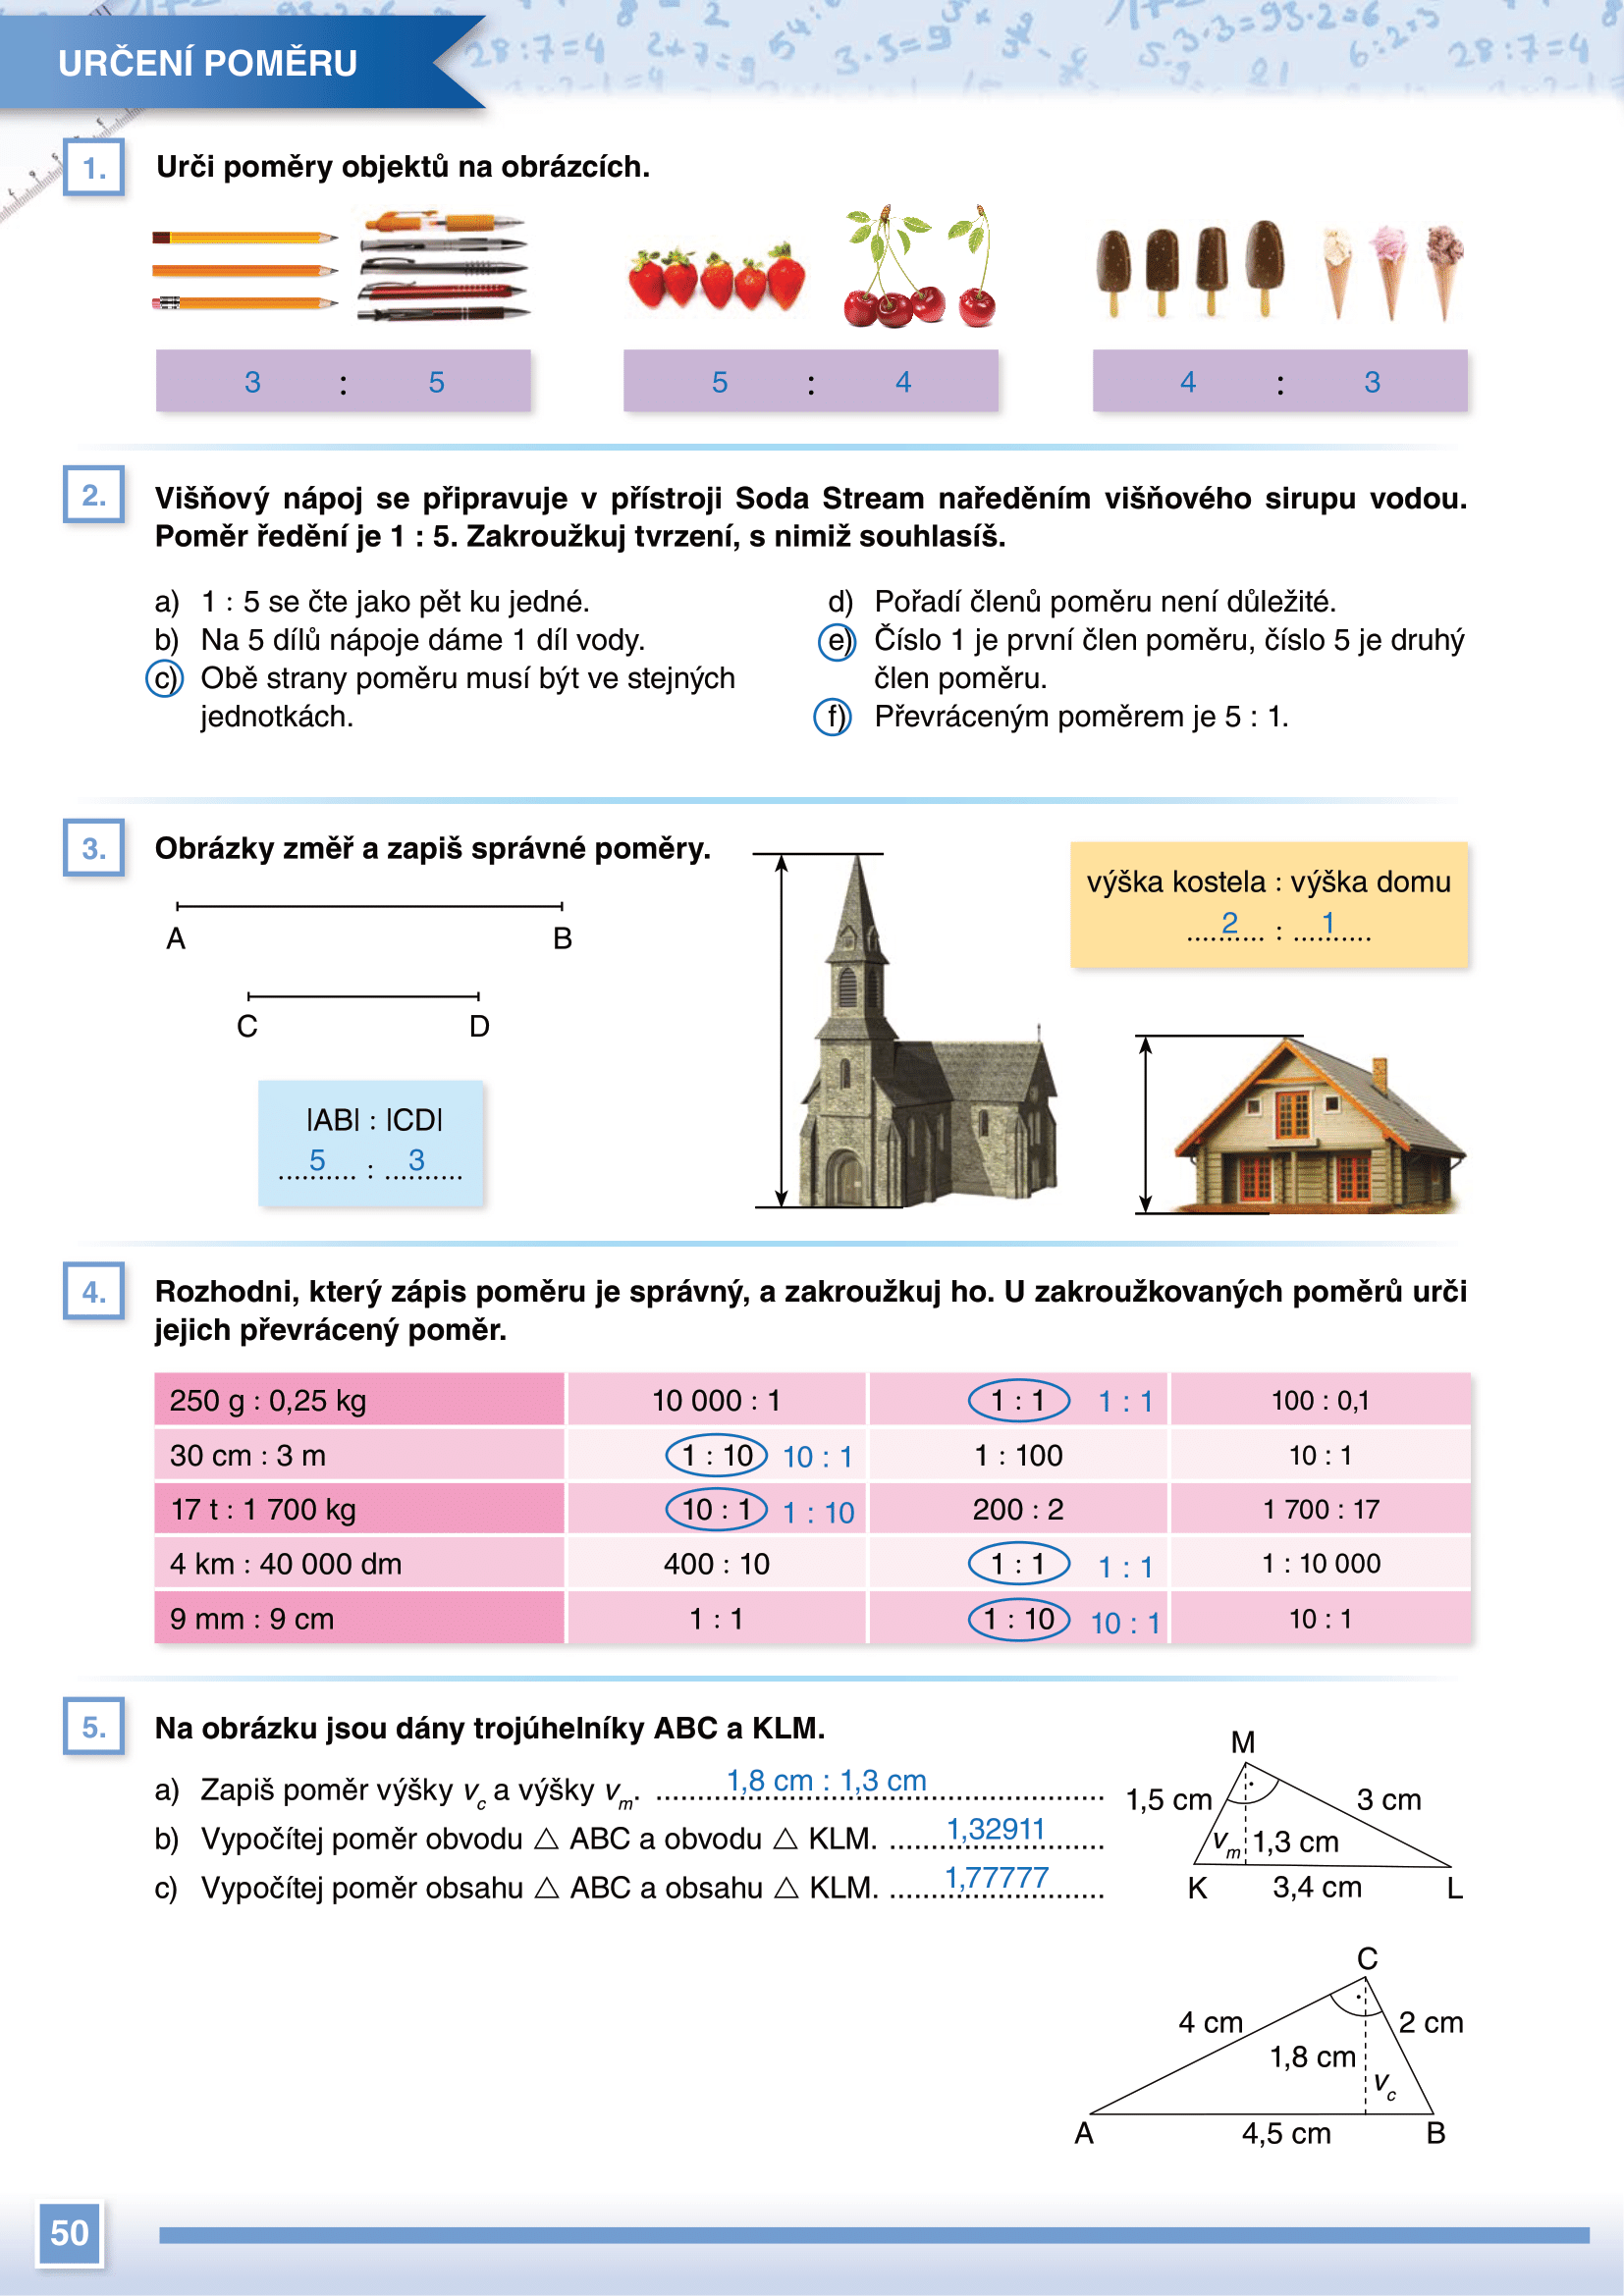 URČENÍ POMĚRU
1.
Urči poměry objektů na obrázcích.
3 : 5
5 : 4
4 : 3
2.
Višňový nápoj se připravuje v přístroji Soda Stream naředěním višňového sirupu vodou.
Poměr ředění je 1 : 5. Zakroužkuj tvrzení, s nimiž souhlasíš.
a) 1 : 5 se čte jako pět ku jedné.
b) Na 5 dílů nápoje dáme 1 díl vody.
c) Obě strany poměru musí být ve stejných
jednotkách.
d) Pořadí členů poměru není důležité.
e) Číslo 1 je první člen poměru, číslo 5 je druhý
člen poměru.
f) Převráceným poměrem je 5 : 1.
3.
Obrázky změř a zapiš správné poměry.
A B
C D
|AB| : |CD|
5 : 3
výška kostela : výška domu
2 : 1
4.
Rozhodni, který zápis poměru je správný, a zakroužkuj ho. U zakroužkovaných poměrů urči
jejich převrácený poměr.
250 g : 0,25 kg 10 000 : 1 1 : 1 1 : 1 100 : 0,1
30 cm : 3 m 1 : 10 10 : 1 1 : 100 10 : 1
17 t : 1 700 kg 10 : 1 1 : 10 200 : 2 1 700 : 17
4 km : 40 000 dm 400 : 10 1 : 1 1 : 1 1 : 10 000
9 mm : 9 cm 1 : 1 1 : 10 10 : 1 10 : 1
5.
Na obrázku jsou dány trojúhelníky ABC a KLM.
a) Zapiš poměr výšky vc a výšky vm. 1,8 cm : 1,3 cm
b) Vypočítej poměr obvodu △ ABC a obvodu △ KLM. 1,32911
c) Vypočítej poměr obsahu △ ABC a obsahu △ KLM. 1,77777
M
1,5 cm 3 cm
vm 1,3 cm
K 3,4 cm L
C
4 cm 2 cm
1,8 cm
vc
A 4,5 cm B
50